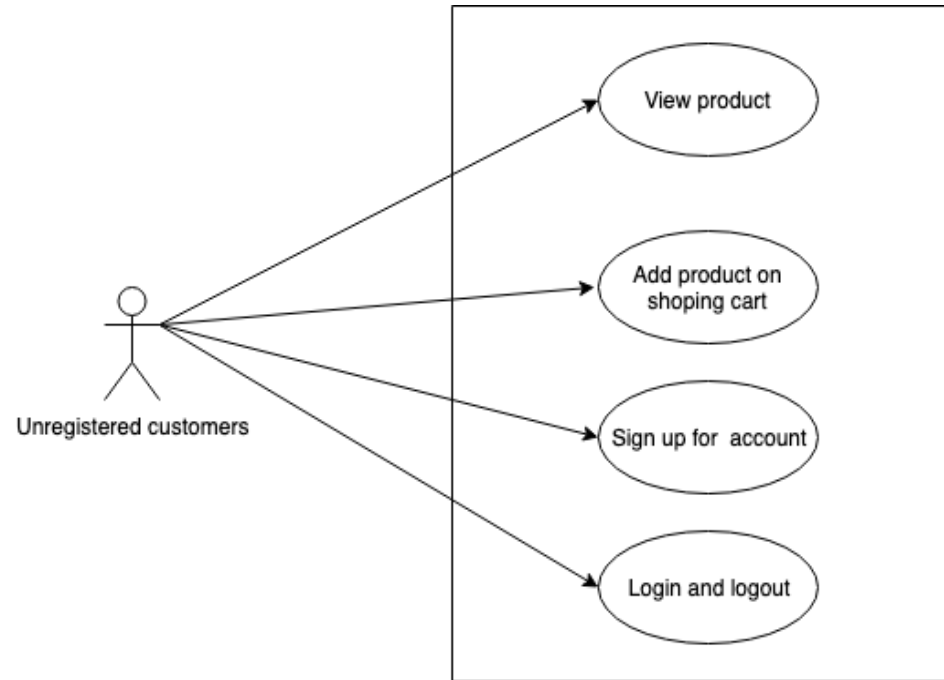 View product
Add product on
shoping cart
Unregistered customers
Sign up for  account
Login and logout